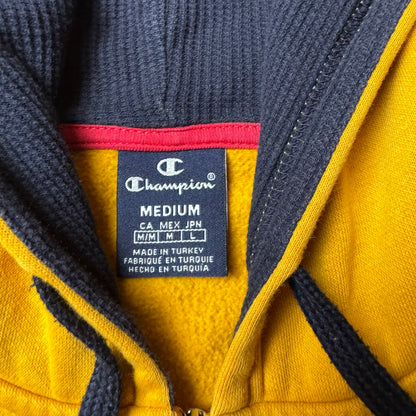 Champion®
MEDIUM
CA MEX JPN
M/M M L
MADE IN TURKEY
FABRIQUÉ EN TURQUIE
HECHO EN TURQUÍA